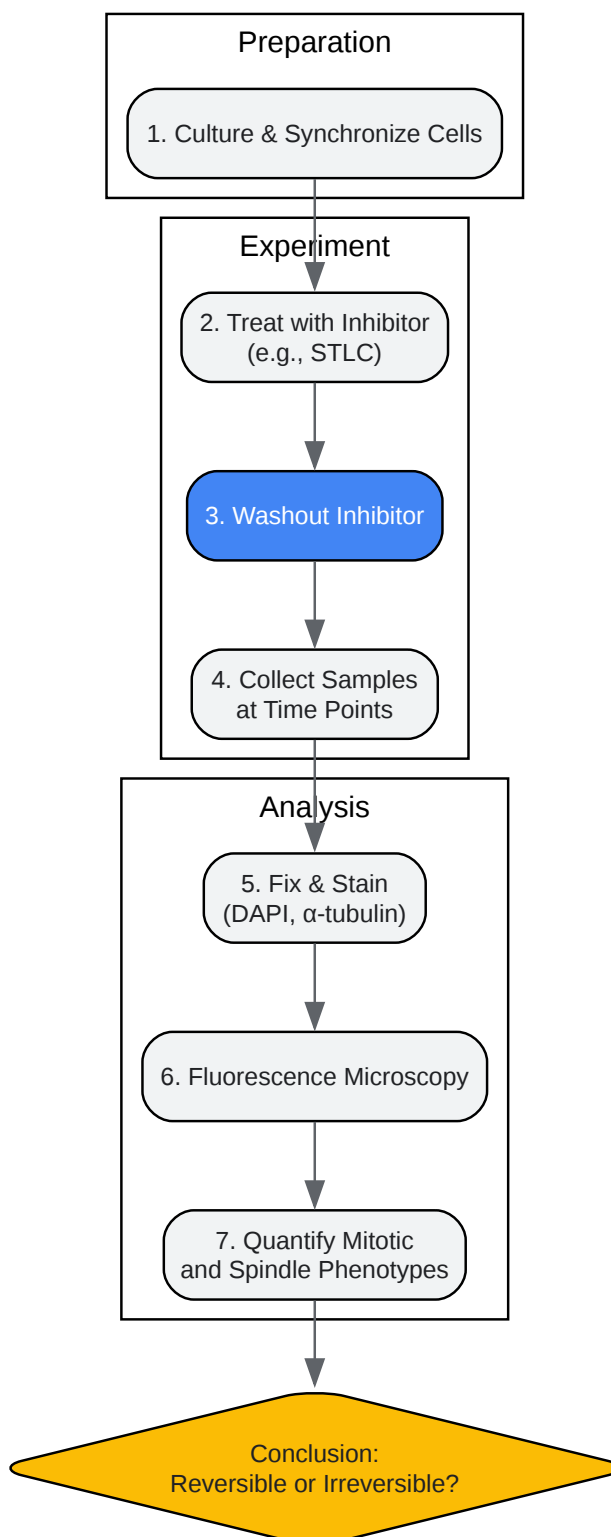 Preparation
1. Culture & Synchronize Cells
Experiment
2. Treat with Inhibitor
(e.g., STLC)
3. Washout Inhibitor
4. Collect Samples
at Time Points
Analysis
5. Fix & Stain
(DAPI, α-tubulin)
6. Fluorescence Microscopy
7. Quantify Mitotic
and Spindle Phenotypes
Conclusion:
Reversible or Irreversible?